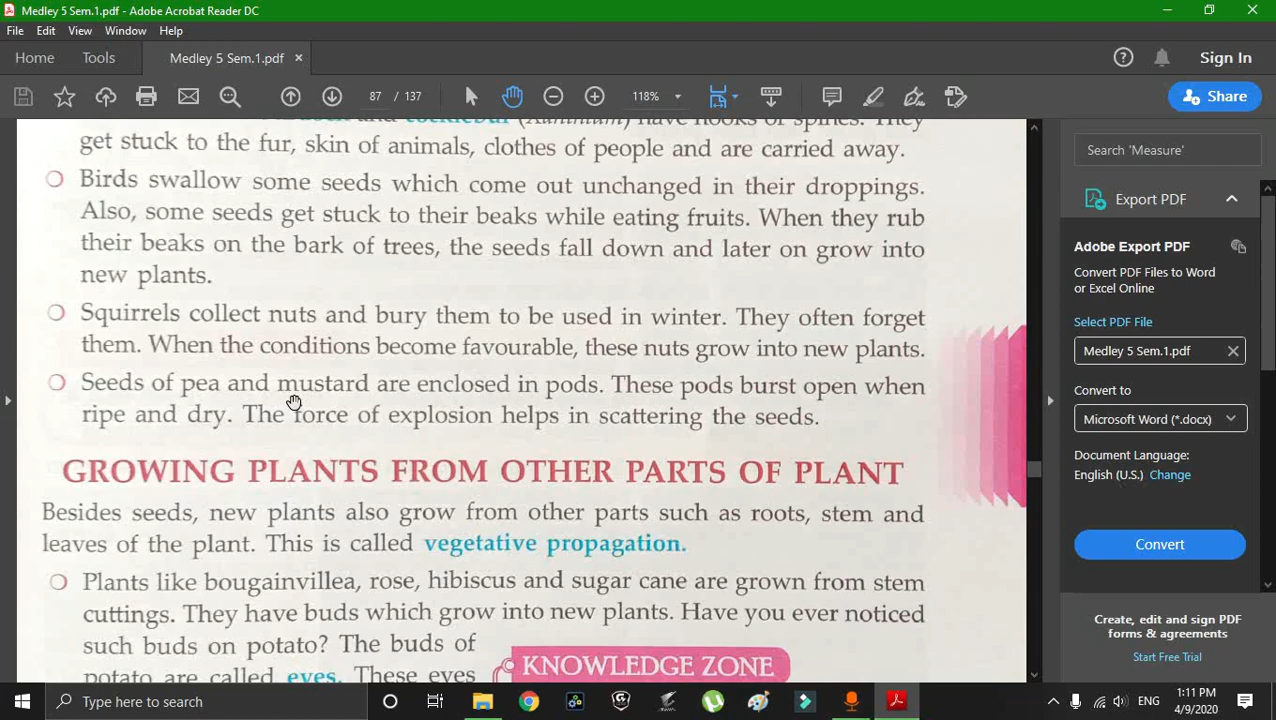 Medley 5 Sem.1.pdf - Adobe Acrobat Reader DC
File Edit View Window Help
Home Tools Medley 5 Sem.1.pdf × Sign In
87 / 137 118% Share
and cocklebur (Xanthium) have hooks or spines. They
get stuck to the fur, skin of animals, clothes of people and are carried away.
Birds swallow some seeds which come out unchanged in their droppings.
Also, some seeds get stuck to their beaks while eating fruits. When they rub
their beaks on the bark of trees, the seeds fall down and later on grow into
new plants.
Squirrels collect nuts and bury them to be used in winter. They often forget
them. When the conditions become favourable, these nuts grow into new plants.
Seeds of pea and mustard are enclosed in pods. These pods burst open when
ripe and dry. The force of explosion helps in scattering the seeds.
GROWING PLANTS FROM OTHER PARTS OF PLANT
Besides seeds, new plants also grow from other parts such as roots, stem and
leaves of the plant. This is called vegetative propagation.
Plants like bougainvillea, rose, hibiscus and sugar cane are grown from stem
cuttings. They have buds which grow into new plants. Have you ever noticed
such buds on potato? The buds of
potato are called eyes. These eyes
KNOWLEDGE ZONE
Search 'Measure'
Export PDF
Adobe Export PDF
Convert PDF Files to Word
or Excel Online
Select PDF File
Medley 5 Sem.1.pdf
Convert to
Microsoft Word (*.docx)
Document Language:
English (U.S.) Change
Convert
Create, edit and sign PDF
forms & agreements
Start Free Trial
Type here to search
ENG
1:11 PM
4/9/2020